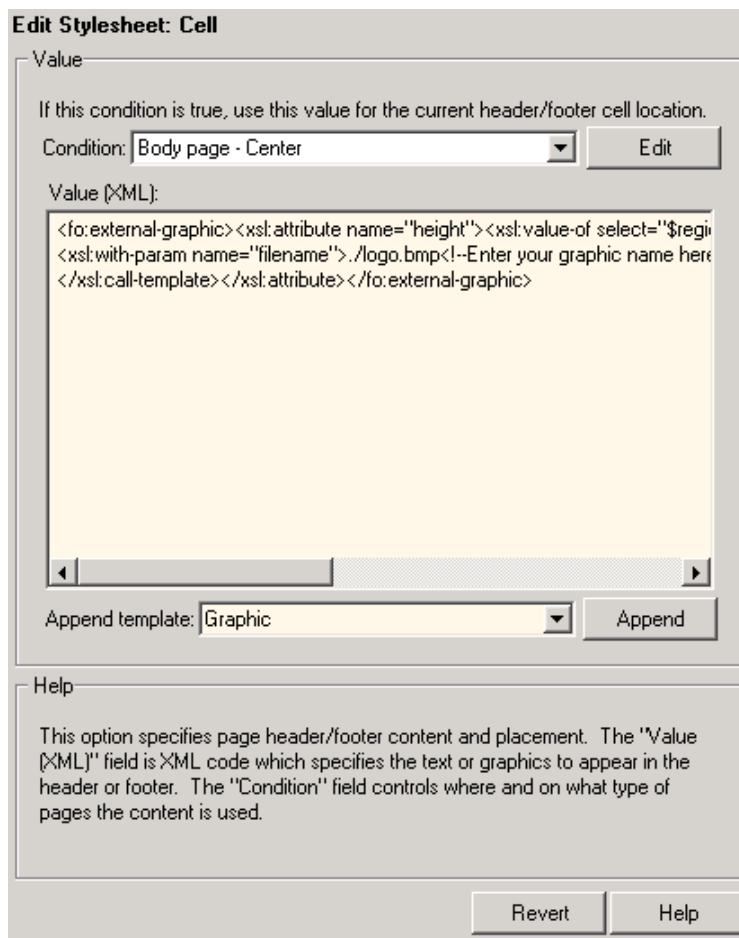 Edit Stylesheet: Cell
Value
If this condition is true, use this value for the current header/footer cell location.
Condition: Body page - Center Edit
Value (XML):
<fo:external-graphic><xsl:attribute name="height"><xsl:value-of select="$regi
<xsl:with-param name="filename">./logo.bmp<!--Enter your graphic name here
</xsl:call-template></xsl:attribute></fo:external-graphic>
Append template: Graphic Append
Help
This option specifies page header/footer content and placement. The "Value
(XML)" field is XML code which specifies the text or graphics to appear in the
header or footer. The "Condition" field controls where and on what type of
pages the content is used.
Revert Help